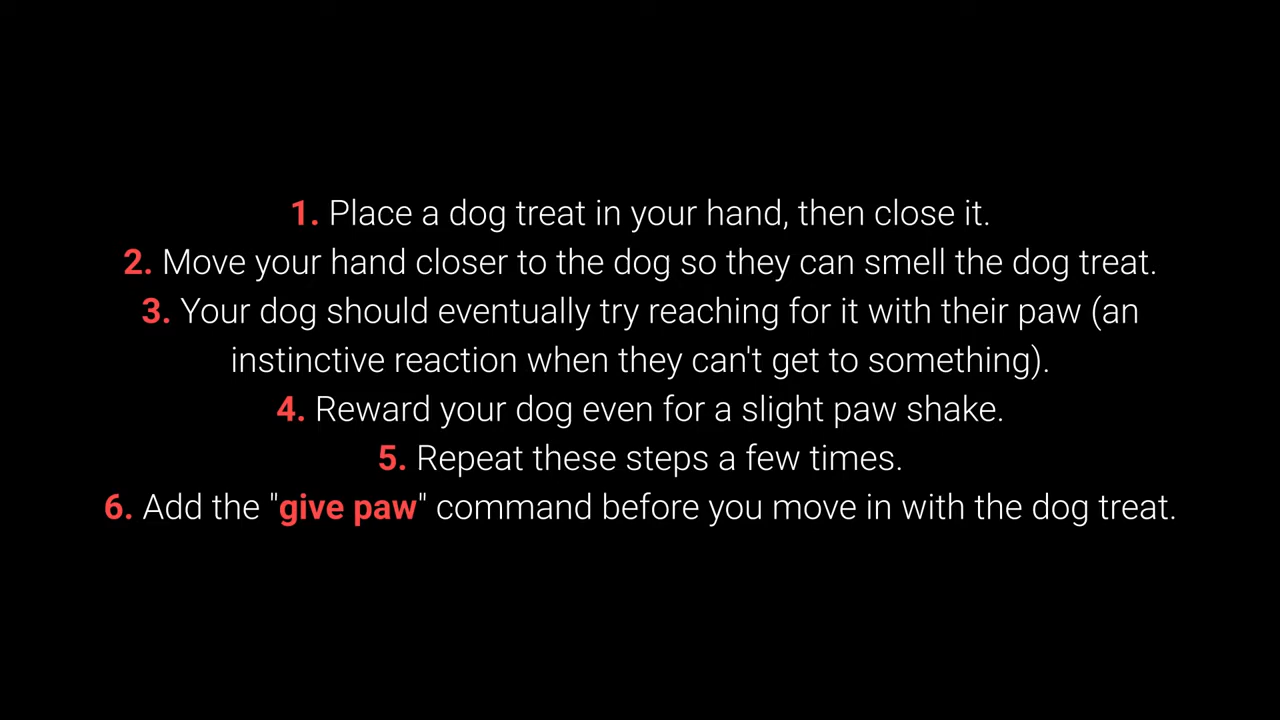 1. Place a dog treat in your hand, then close it.
2. Move your hand closer to the dog so they can smell the dog treat.
3. Your dog should eventually try reaching for it with their paw (an
instinctive reaction when they can't get to something).
4. Reward your dog even for a slight paw shake.
5. Repeat these steps a few times.
6. Add the "give paw" command before you move in with the dog treat.